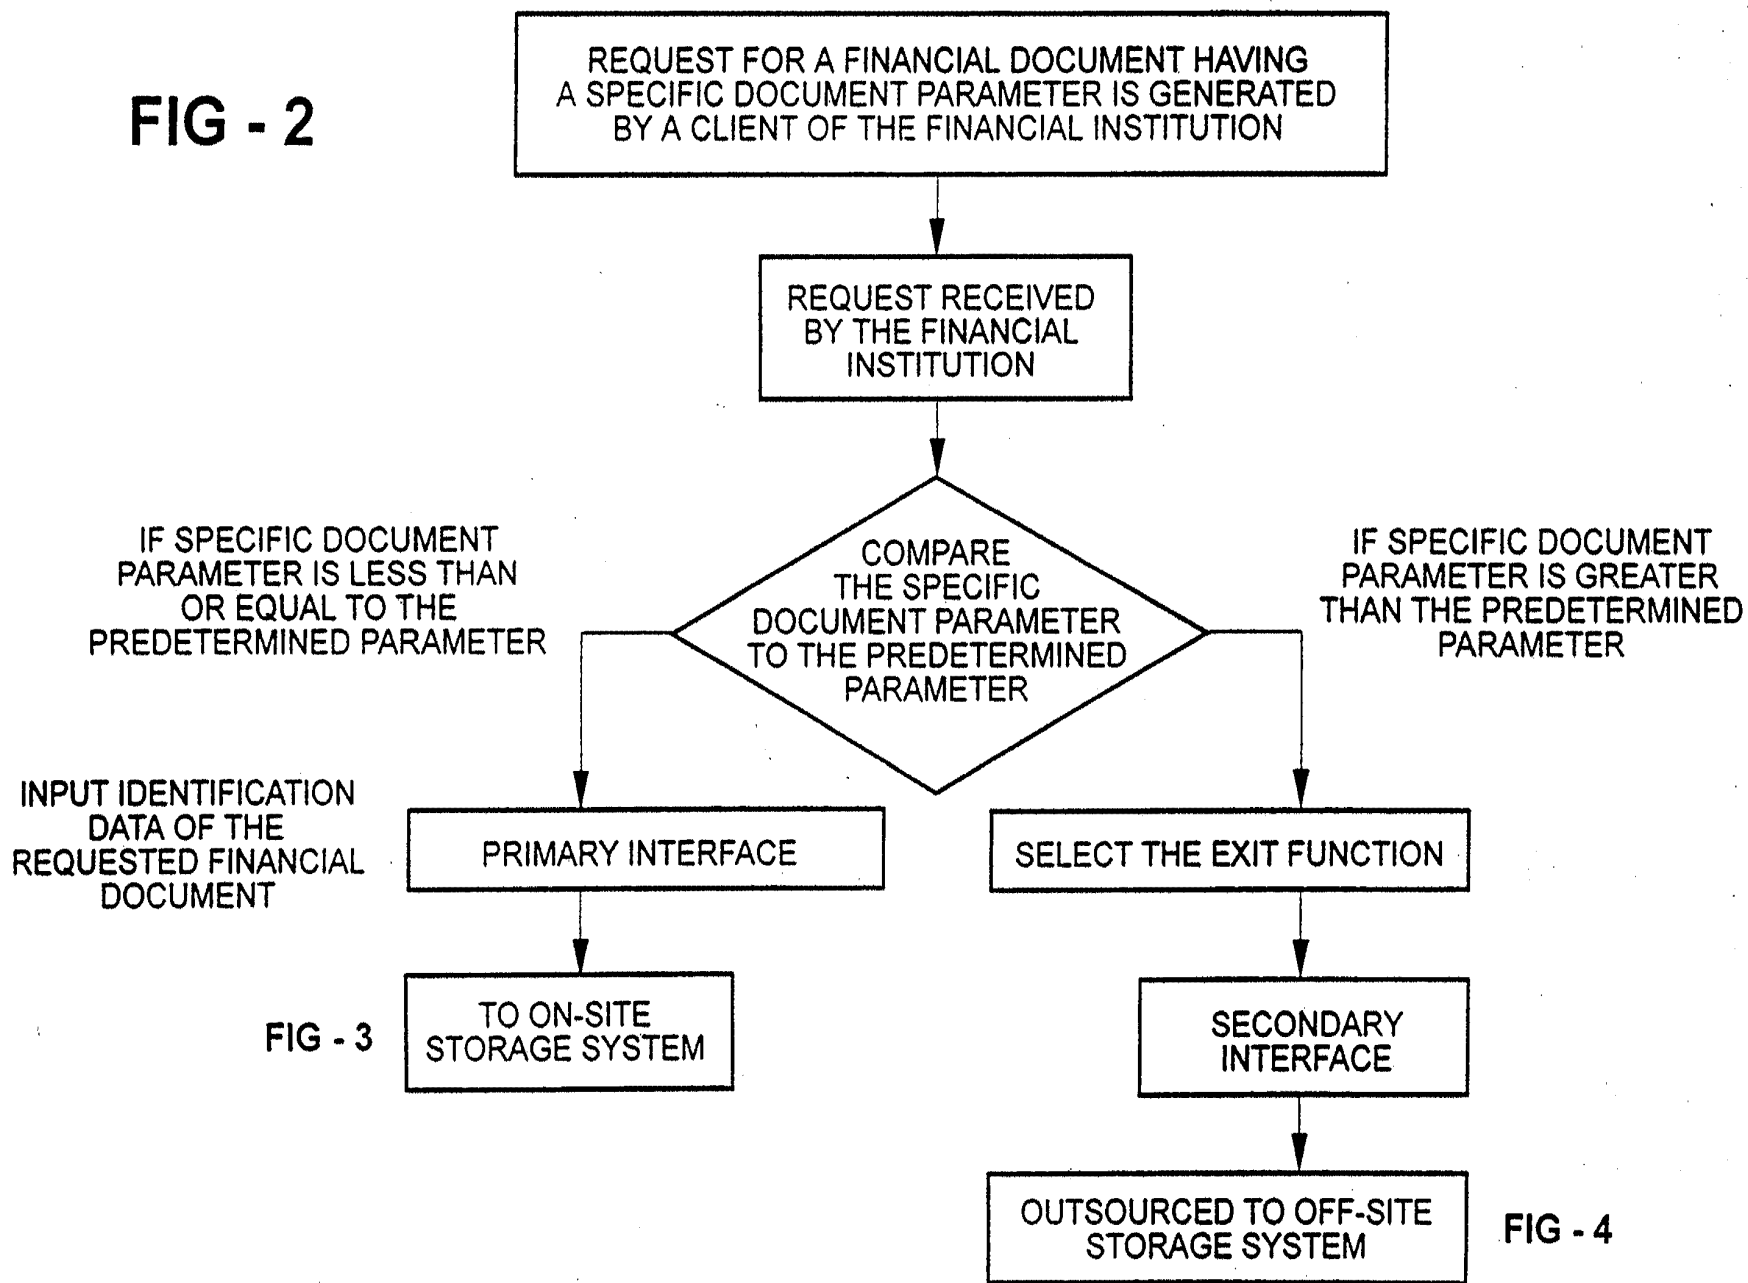 FIG - 2
REQUEST FOR A FINANCIAL DOCUMENT HAVING
A SPECIFIC DOCUMENT PARAMETER IS GENERATED
BY A CLIENT OF THE FINANCIAL INSTITUTION
REQUEST RECEIVED
BY THE FINANCIAL
INSTITUTION
IF SPECIFIC DOCUMENT
PARAMETER IS LESS THAN
OR EQUAL TO THE
PREDETERMINED PARAMETER
COMPARE
THE SPECIFIC
DOCUMENT PARAMETER
TO THE PREDETERMINED
PARAMETER
IF SPECIFIC DOCUMENT
PARAMETER IS GREATER
THAN THE PREDETERMINED
PARAMETER
INPUT IDENTIFICATION
DATA OF THE
REQUESTED FINANCIAL
DOCUMENT
PRIMARY INTERFACE
SELECT THE EXIT FUNCTION
FIG - 3
TO ON-SITE
STORAGE SYSTEM
SECONDARY
INTERFACE
OUTSOURCED TO OFF-SITE
STORAGE SYSTEM
FIG - 4